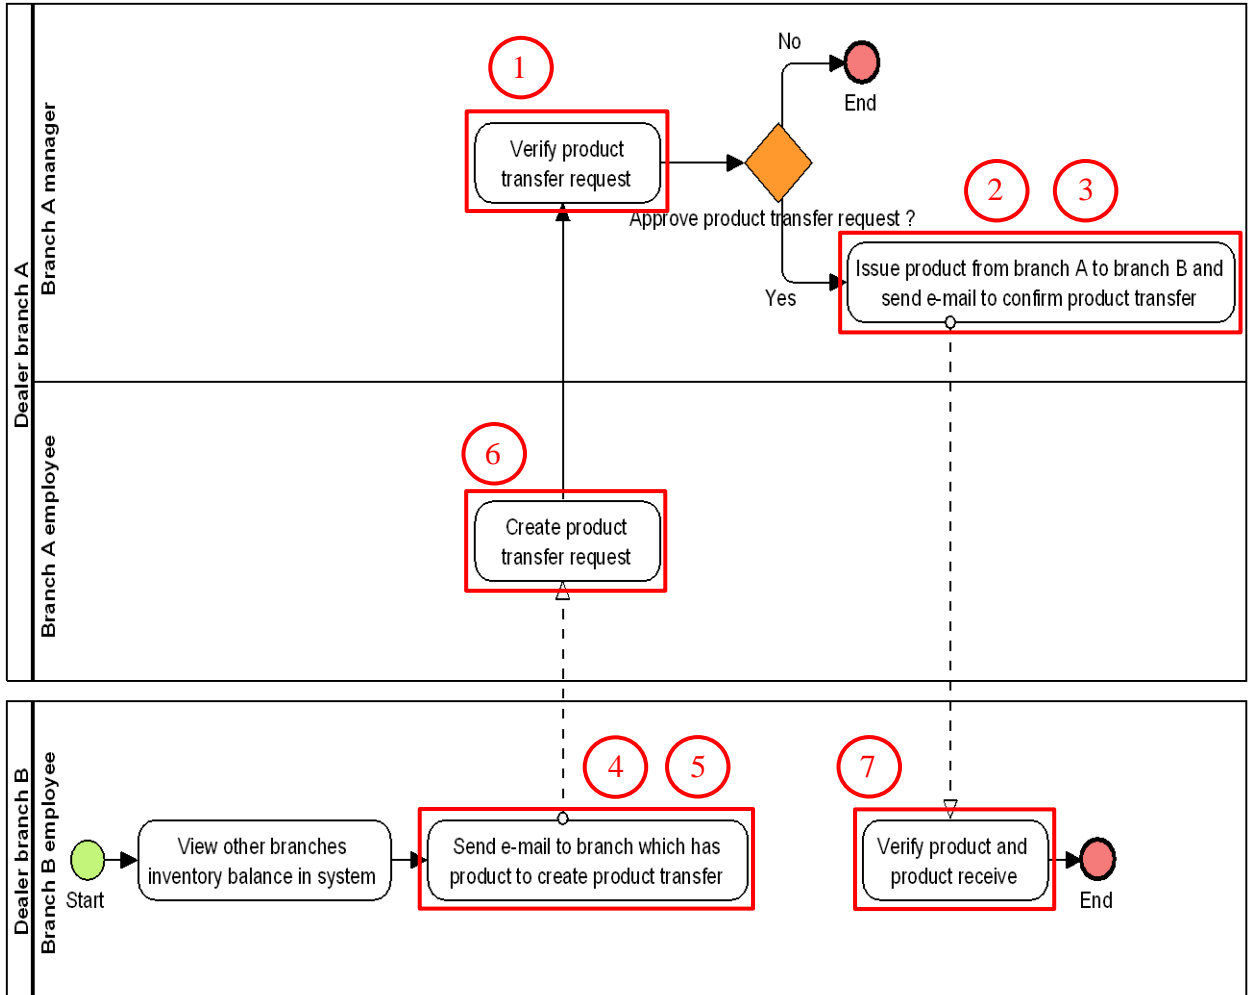 Dealer branch A
Branch A manager
1
Verify product
transfer request
No
End
Approve product transfer request ?
Yes
2
3
Issue product from branch A to branch B and
send e-mail to confirm product transfer
Branch A employee
6
Create product
transfer request
Dealer branch B
Branch B employee
Start
View other branches
inventory balance in system
4
5
Send e-mail to branch which has
product to create product transfer
7
Verify product and
product receive
End